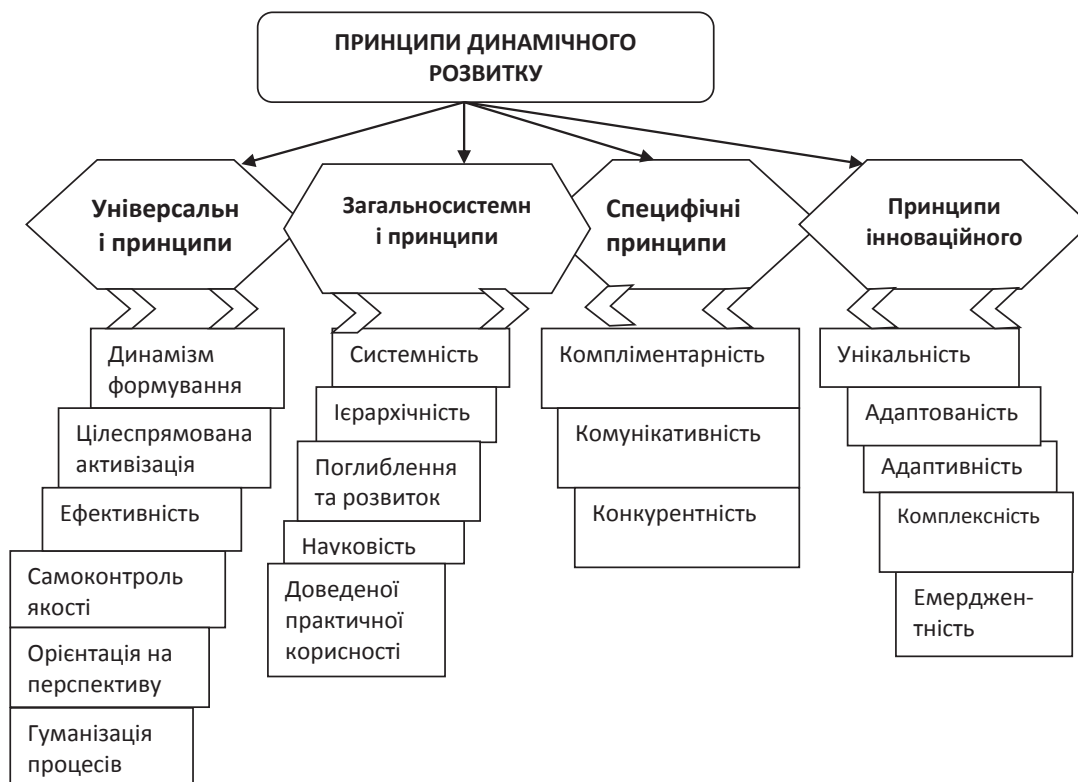 ПРИНЦИПИ ДИНАМІЧНОГО
РОЗВИТКУ
Універсальн
і принципи
Загальносистемн
і принципи
Специфічні
принципи
Принципи
інноваційного
Динамізм
формування
Цілеспрямована
активізація
Ефективність
Самоконтроль
якості
Орієнтація на
перспективу
Гуманізація
процесів
Системність
Ієрархічність
Поглиблення
та розвиток
Науковість
Доведеної
практичної
корисності
Компліментарність
Комунікативність
Конкурентність
Унікальність
Адаптованість
Адаптивність
Комплексність
Емерджен-
тність